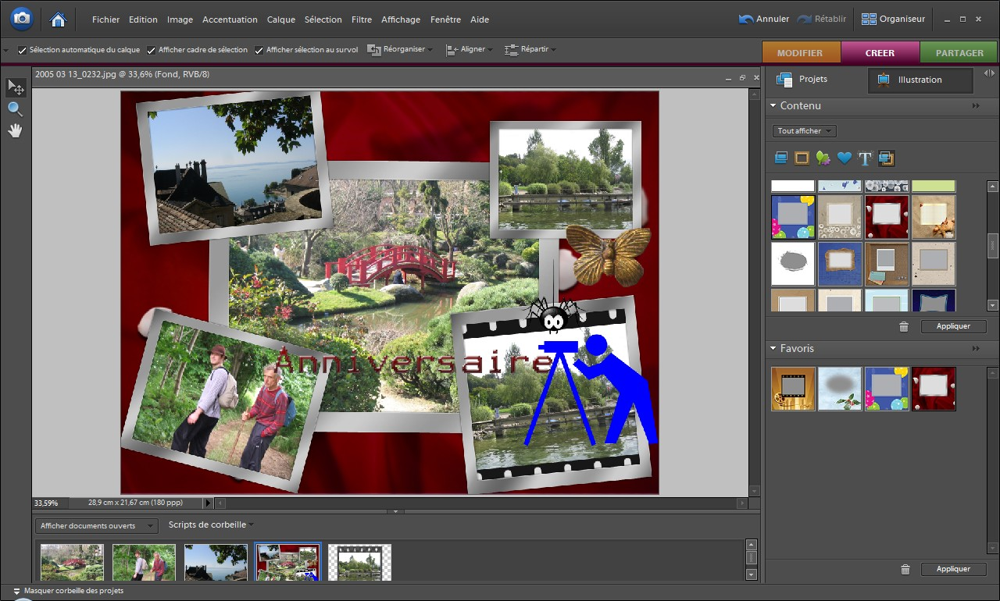 Fichier Edition Image Accentuation Calque Sélection Filtre Affichage Fenêtre Aide Annuler Rétablir Organiseur
Sélection automatique du calque Afficher cadre de sélection Afficher sélection au survol Réorganiser Aligner Répartir MODIFIER CREER PARTAGER
2005 03 13_0232.jpg @ 33,6% (Fond, RVB/8)
Projets Illustration
Contenu
Tout afficher
T
Appliquer
Favoris
Anniversaire
33,59% 28,9 cm x 21,67 cm (180 ppp)
Afficher documents ouverts Scripts de corbeille
Appliquer
Masquer corbeille des projets